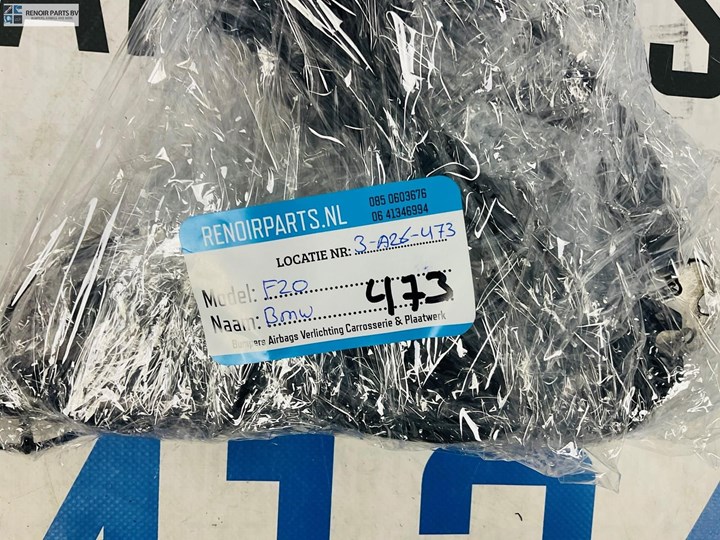 RENOIR PARTS BV
RENOIRPARTS.NL
085 0603676
06 41346994
LOCATIE NR: 3-A26-473
Model: F20
Naam: Bmw
473
Bumpers Airbags Verlichting Carrosserie & Plaatwerk